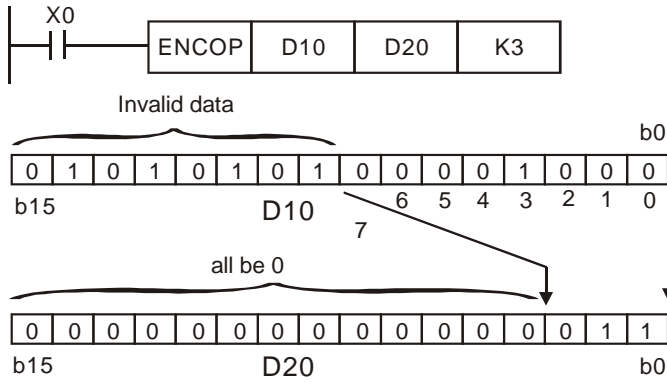 X0
ENCOP D10 D20 K3
Invalid data
b0
0 1 0 1 0 1 0 1 0 0 0 0 1 0 0 0
b15 D10 7 6 5 4 3 2 1 0
all be 0
0 0 0 0 0 0 0 0 0 0 0 0 0 0 1 1
b15 D20 b0